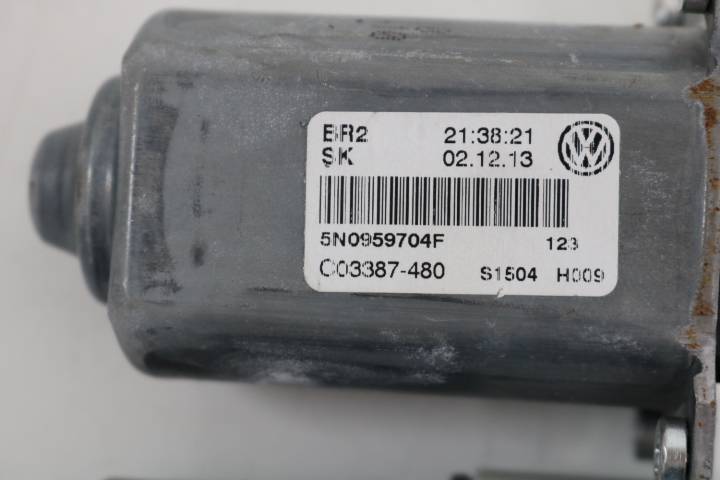 BR2 21:38:21
SK 02.12.13
5N0959704F 123
C03387-480 S1504 H009